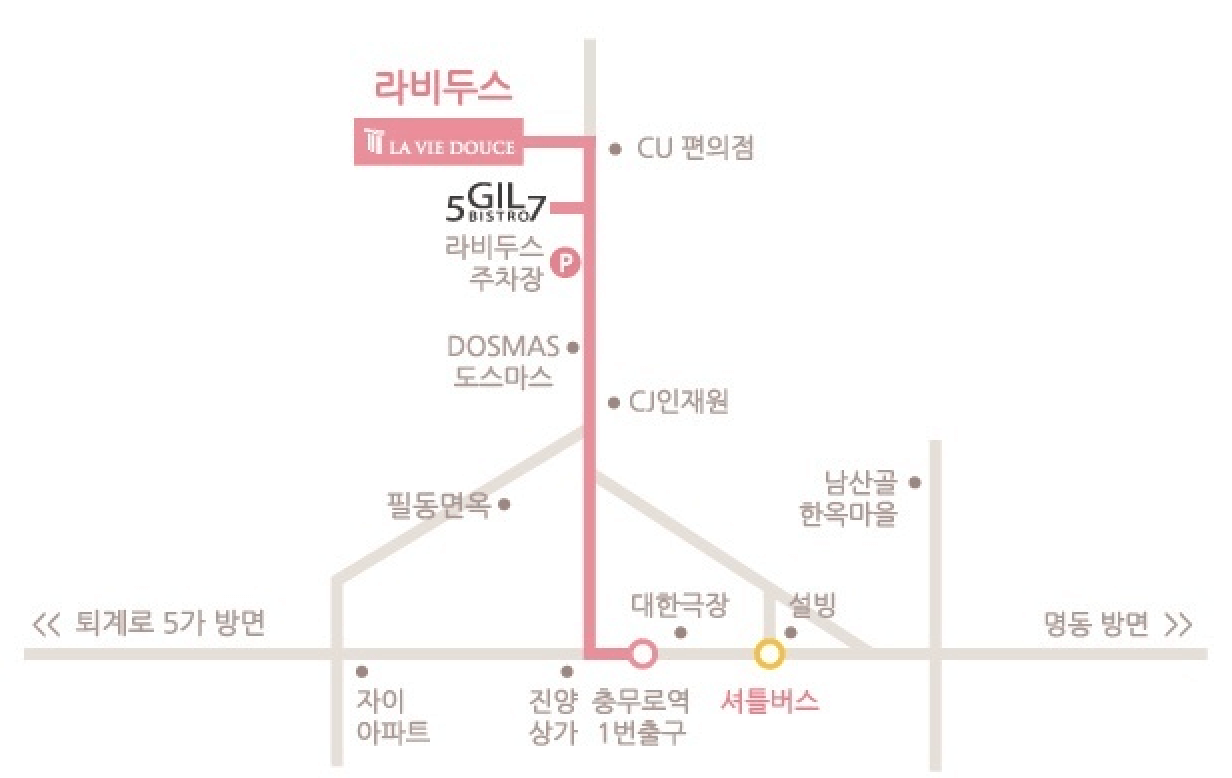 라비두스
LA VIE DOUCE
CU 편의점
5 GIL 7
BISTRO
라비두스
주차장
P
DOSMAS
도스마스
CJ인재원
남산골
한옥마을
필동면옥
대한극장
설빙
<< 퇴계로 5가 방면
명동 방면 >>
자이
아파트
진양
상가
충무로역
1번출구
셔틀버스